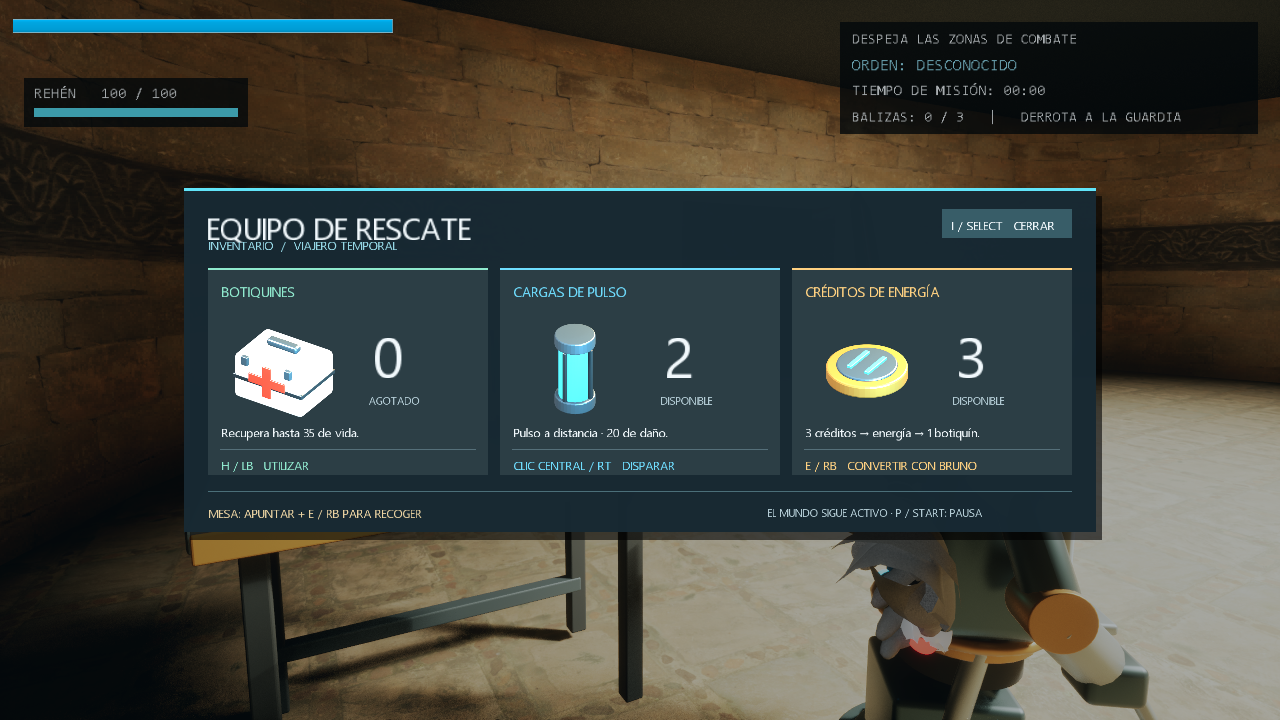 DESPEJA LAS ZONAS DE COMBATE
ORDEN: DESCONOCIDO
TIEMPO DE MISIÓN: 00:00
BALIZAS: 0 / 3 | DERROTA A LA GUARDIA
REHÉN 100 / 100
EQUIPO DE RESCATE
INVENTARIO / VIAJERO TEMPORAL
I / SELECT CERRAR
BOTIQUINES
0
AGOTADO
Recupera hasta 35 de vida.
H / LB UTILIZAR
CARGAS DE PULSO
2
DISPONIBLE
Pulso a distancia · 20 de daño.
CLIC CENTRAL / RT DISPARAR
CRÉDITOS DE ENERGÍA
3
DISPONIBLE
3 créditos → energía → 1 botiquín.
E / RB CONVERTIR CON BRUNO
MESA: APUNTAR + E / RB PARA RECOGER
EL MUNDO SIGUE ACTIVO · P / START: PAUSA